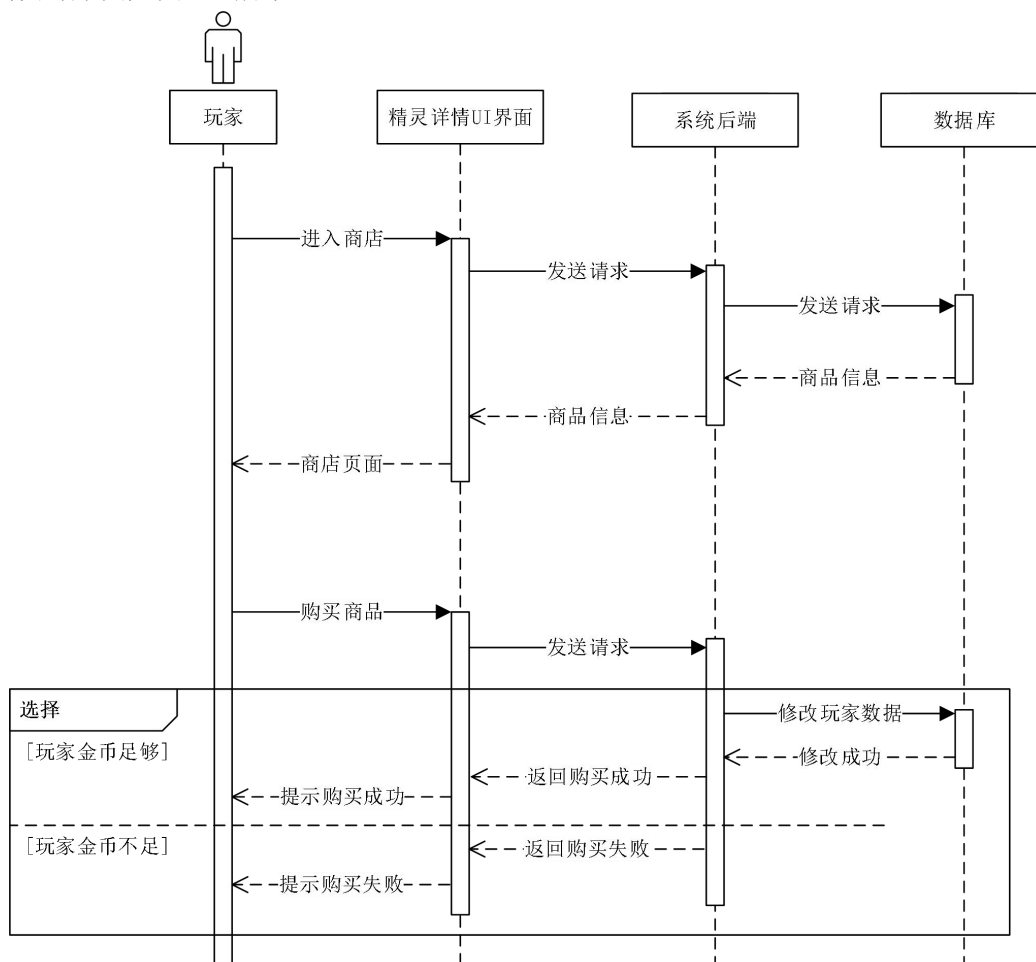 玩家
精灵详情UI界面
系统后端
数据库
进入商店
发送请求
发送请求
商品信息
商品信息
商店页面
购买商品
发送请求
选择
修改玩家数据
[玩家金币足够]
修改成功
返回购买成功
提示购买成功
[玩家金币不足]
返回购买失败
提示购买失败